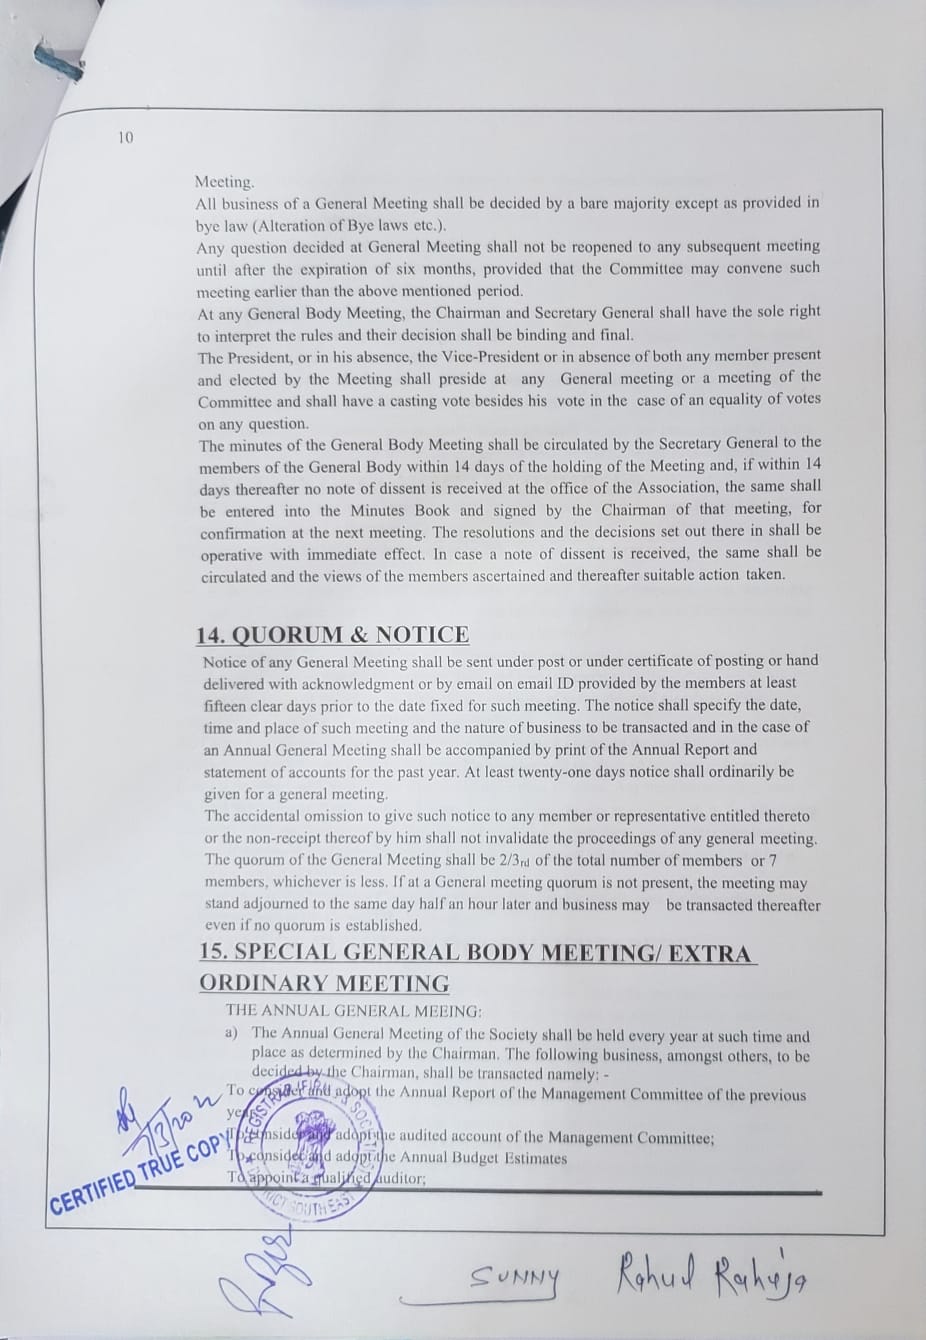 10
Meeting.
All business of a General Meeting shall be decided by a bare majority except as provided in
bye law (Alteration of Bye laws etc.).
Any question decided at General Meeting shall not be reopened to any subsequent meeting
until after the expiration of six months, provided that the Committee may convene such
meeting earlier than the above mentioned period.
At any General Body Meeting, the Chairman and Secretary General shall have the sole right
to interpret the rules and their decision shall be binding and final.
The President, or in his absence, the Vice-President or in absence of both any member present
and elected by the Meeting shall preside at any General meeting or a meeting of the
Committee and shall have a casting vote besides his vote in the case of an equality of votes
on any question.
The minutes of the General Body Meeting shall be circulated by the Secretary General to the
members of the General Body within 14 days of the holding of the Meeting and, if within 14
days thereafter no note of dissent is received at the office of the Association, the same shall
be entered into the Minutes Book and signed by the Chairman of that meeting, for
confirmation at the next meeting. The resolutions and the decisions set out there in shall be
operative with immediate effect. In case a note of dissent is received, the same shall be
circulated and the views of the members ascertained and thereafter suitable action taken.
14. QUORUM & NOTICE
Notice of any General Meeting shall be sent under post or under certificate of posting or hand
delivered with acknowledgment or by email on email ID provided by the members at least
fifteen clear days prior to the date fixed for such meeting. The notice shall specify the date,
time and place of such meeting and the nature of business to be transacted and in the case of
an Annual General Meeting shall be accompanied by print of the Annual Report and
statement of accounts for the past year. At least twenty-one days notice shall ordinarily be
given for a general meeting.
The accidental omission to give such notice to any member or representative entitled thereto
or the non-receipt thereof by him shall not invalidate the proceedings of any general meeting.
The quorum of the General Meeting shall be 2/3rd of the total number of members or 7
members, whichever is less. If at a General meeting quorum is not present, the meeting may
stand adjourned to the same day half an hour later and business may be transacted thereafter
even if no quorum is established.
15. SPECIAL GENERAL BODY MEETING/ EXTRA
ORDINARY MEETING
THE ANNUAL GENERAL MEEING:
a) The Annual General Meeting of the Society shall be held every year at such time and
place as determined by the Chairman. The following business, amongst others, to be
decided by the Chairman, shall be transacted namely: -
To consider and adopt the Annual Report of the Management Committee of the previous
year
To consider and adopt the audited account of the Management Committee;
To consider and adopt the Annual Budget Estimates
To appoint a qualified auditor;
CERTIFIED TRUE COPY
SUNNY
Rahul Raheja